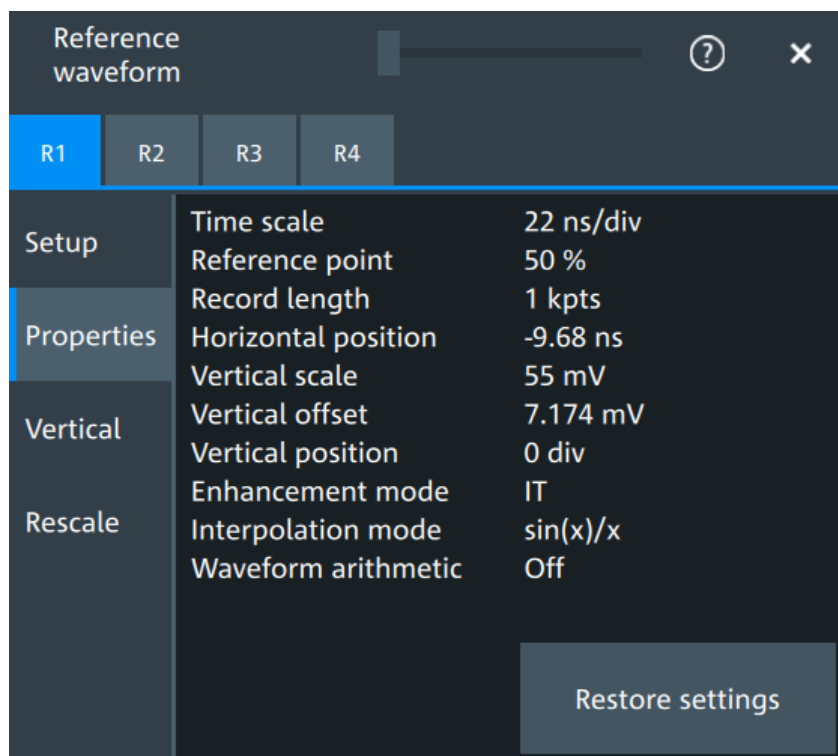 Reference
waveform
?
×
R1 R2 R3 R4
Setup
Properties
Vertical
Rescale
Time scale 22 ns/div
Reference point 50 %
Record length 1 kpts
Horizontal position -9.68 ns
Vertical scale 55 mV
Vertical offset 7.174 mV
Vertical position 0 div
Enhancement mode IT
Interpolation mode sin(x)/x
Waveform arithmetic Off
Restore settings